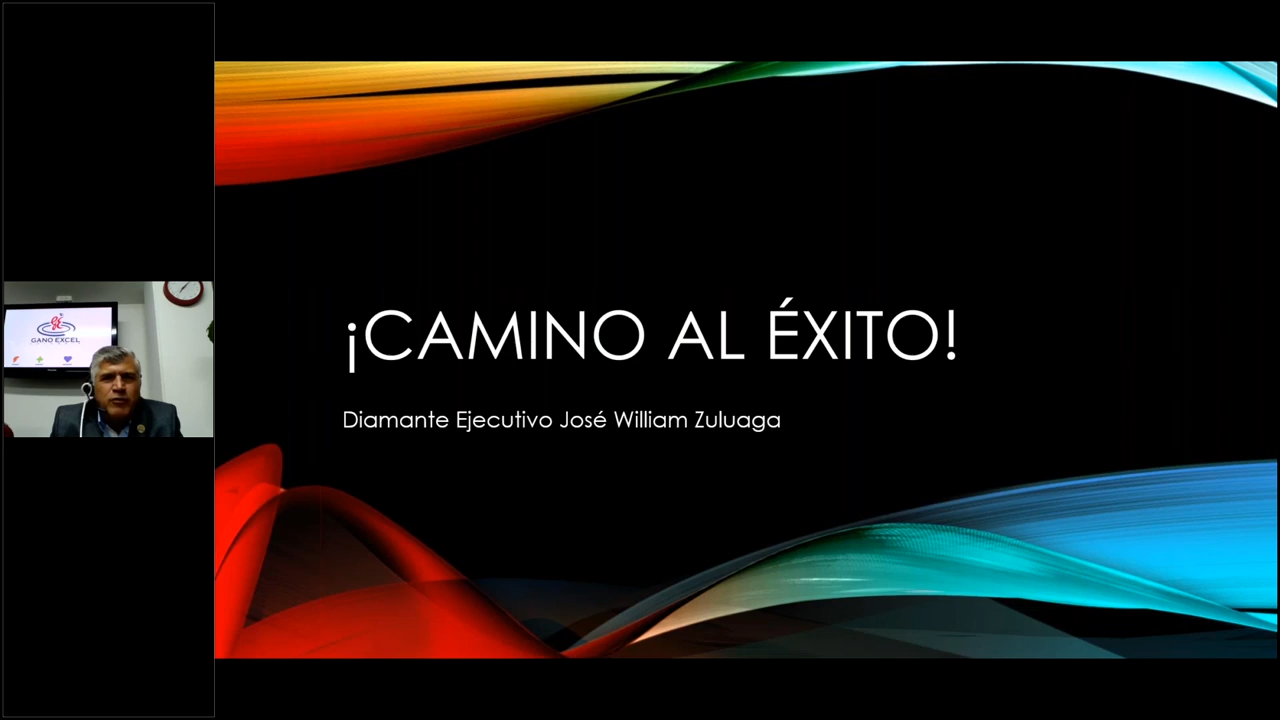 GANO EXCEL
¡CAMINO AL ÉXITO!
Diamante Ejecutivo José William Zuluaga